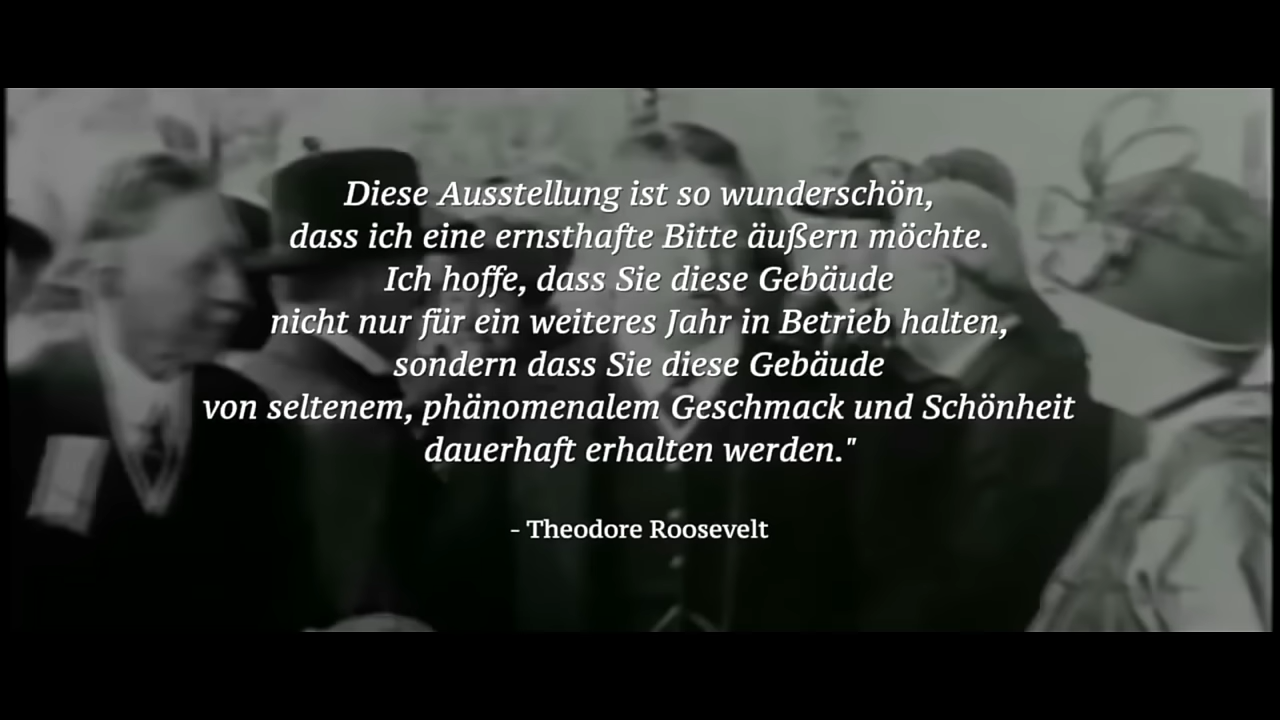 Diese Ausstellung ist so wunderschön,
dass ich eine ernsthafte Bitte äußern möchte.
Ich hoffe, dass Sie diese Gebäude
nicht nur für ein weiteres Jahr in Betrieb halten,
sondern dass Sie diese Gebäude
von seltenem, phänomenalem Geschmack und Schönheit
dauerhaft erhalten werden."
- Theodore Roosevelt